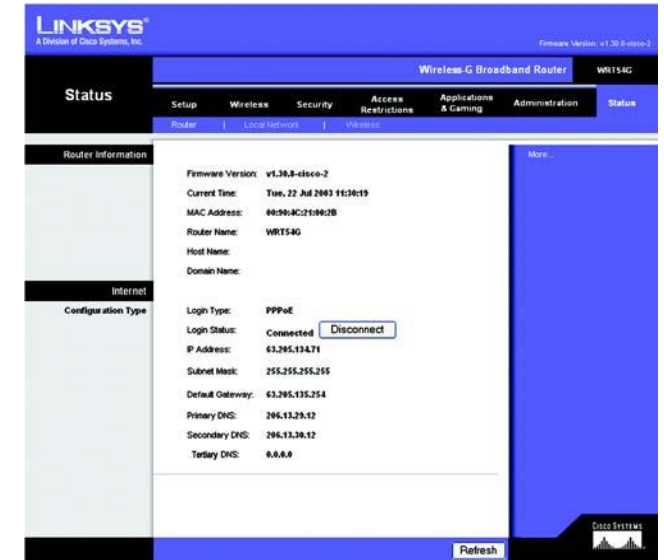 LINKSYS®
A Division of Cisco Systems, Inc.
Firmware Version: v1.30.8-cisco-2
Wireless-G Broadband Router WRT54G
Status
Setup Wireless Security Access Restrictions Applications & Gaming Administration Status
Router | Local Network | Wireless
Router Information
More...
Firmware Version: v1.30.8-cisco-2
Current Time: Tue, 22 Jul 2003 11:30:19
MAC Address: 00:90:4C:21:00:2B
Router Name: WRT54G
Host Name:
Domain Name:
Internet
Configuration Type
Login Type: PPPoE
Login Status: Connected Disconnect
IP Address: 63.205.134.71
Subnet Mask: 255.255.255.255
Default Gateway: 63.205.135.254
Primary DNS: 206.13.29.12
Secondary DNS: 206.13.30.12
Tertiary DNS: 0.0.0.0
CISCO SYSTEMS
Refresh